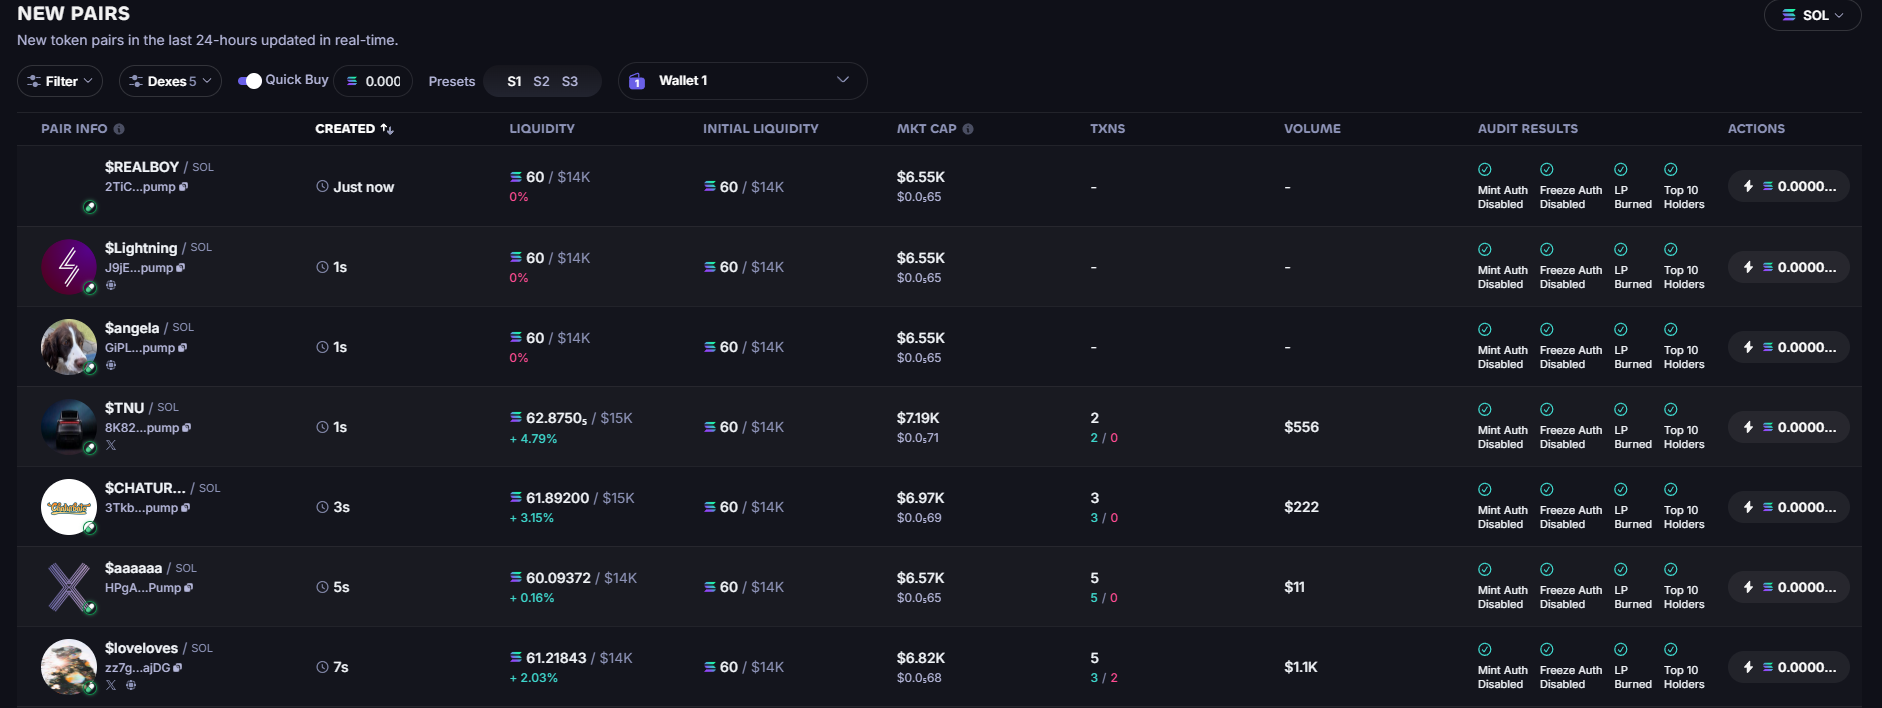 NEW PAIRS
SOL
New token pairs in the last 24-hours updated in real-time.
Filter Dexes 5 Quick Buy 0.000 Presets S1 S2 S3 1 Wallet 1
PAIR INFO CREATED LIQUIDITY INITIAL LIQUIDITY MKT CAP TXNS VOLUME AUDIT RESULTS ACTIONS
$REALBOY / SOL
2TiC...pump
Just now
60 / $14K
0%
60 / $14K
$6.55K
$0.0₅65
-
-
Mint Auth Disabled
Freeze Auth Disabled
LP Burned
Top 10 Holders
0.0000...
$Lightning / SOL
J9jE...pump
1s
60 / $14K
0%
60 / $14K
$6.55K
$0.0₅65
-
-
Mint Auth Disabled
Freeze Auth Disabled
LP Burned
Top 10 Holders
0.0000...
$angela / SOL
GiPL...pump
1s
60 / $14K
0%
60 / $14K
$6.55K
$0.0₅65
-
-
Mint Auth Disabled
Freeze Auth Disabled
LP Burned
Top 10 Holders
0.0000...
$TNU / SOL
8K82...pump
1s
62.8750₅ / $15K
+ 4.79%
60 / $14K
$7.19K
$0.0₅71
2
2 / 0
$556
Mint Auth Disabled
Freeze Auth Disabled
LP Burned
Top 10 Holders
0.0000...
$CHATUR... / SOL
3Tkb...pump
3s
61.89200 / $15K
+ 3.15%
60 / $14K
$6.97K
$0.0₅69
3
3 / 0
$222
Mint Auth Disabled
Freeze Auth Disabled
LP Burned
Top 10 Holders
0.0000...
$aaaaaa / SOL
HPgA...Pump
5s
60.09372 / $14K
+ 0.16%
60 / $14K
$6.57K
$0.0₅65
5
5 / 0
$11
Mint Auth Disabled
Freeze Auth Disabled
LP Burned
Top 10 Holders
0.0000...
$loveloves / SOL
zz7g...ajDG
7s
61.21843 / $14K
+ 2.03%
60 / $14K
$6.82K
$0.0₅68
5
3 / 2
$1.1K
Mint Auth Disabled
Freeze Auth Disabled
LP Burned
Top 10 Holders
0.0000...